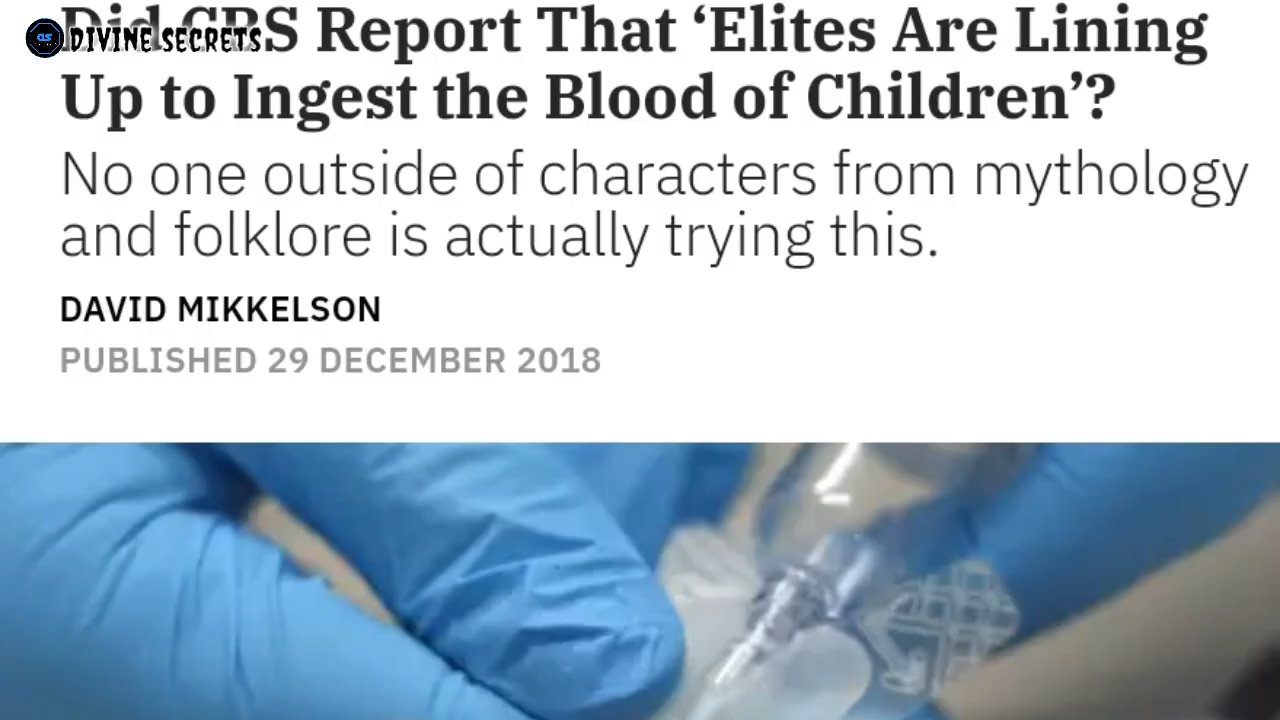 DIVINE SECRETS
Did CBS Report That ‘Elites Are Lining
Up to Ingest the Blood of Children’?
No one outside of characters from mythology
and folklore is actually trying this.
DAVID MIKKELSON
PUBLISHED 29 DECEMBER 2018